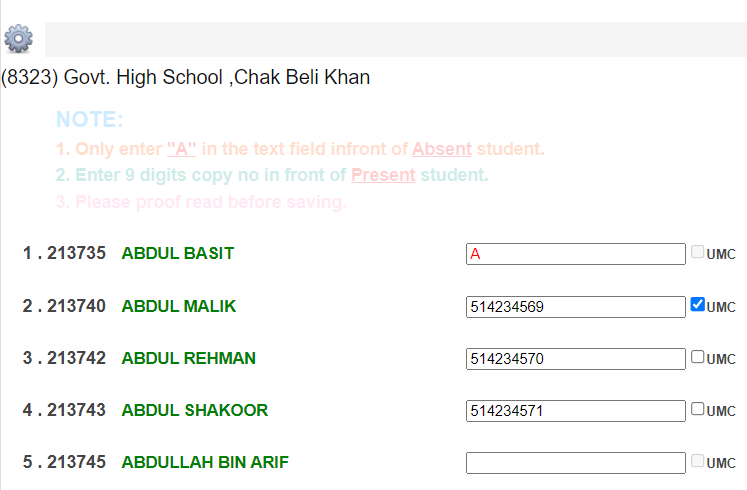 (8323) Govt. High School ,Chak Beli Khan
NOTE:
1. Only enter "A" in the text field infront of Absent student.
2. Enter 9 digits copy no in front of Present student.
3. Please proof read before saving.
1 . 213735 ABDUL BASIT A UMC
2 . 213740 ABDUL MALIK 514234569 UMC
3 . 213742 ABDUL REHMAN 514234570 UMC
4 . 213743 ABDUL SHAKOOR 514234571 UMC
5 . 213745 ABDULLAH BIN ARIF UMC